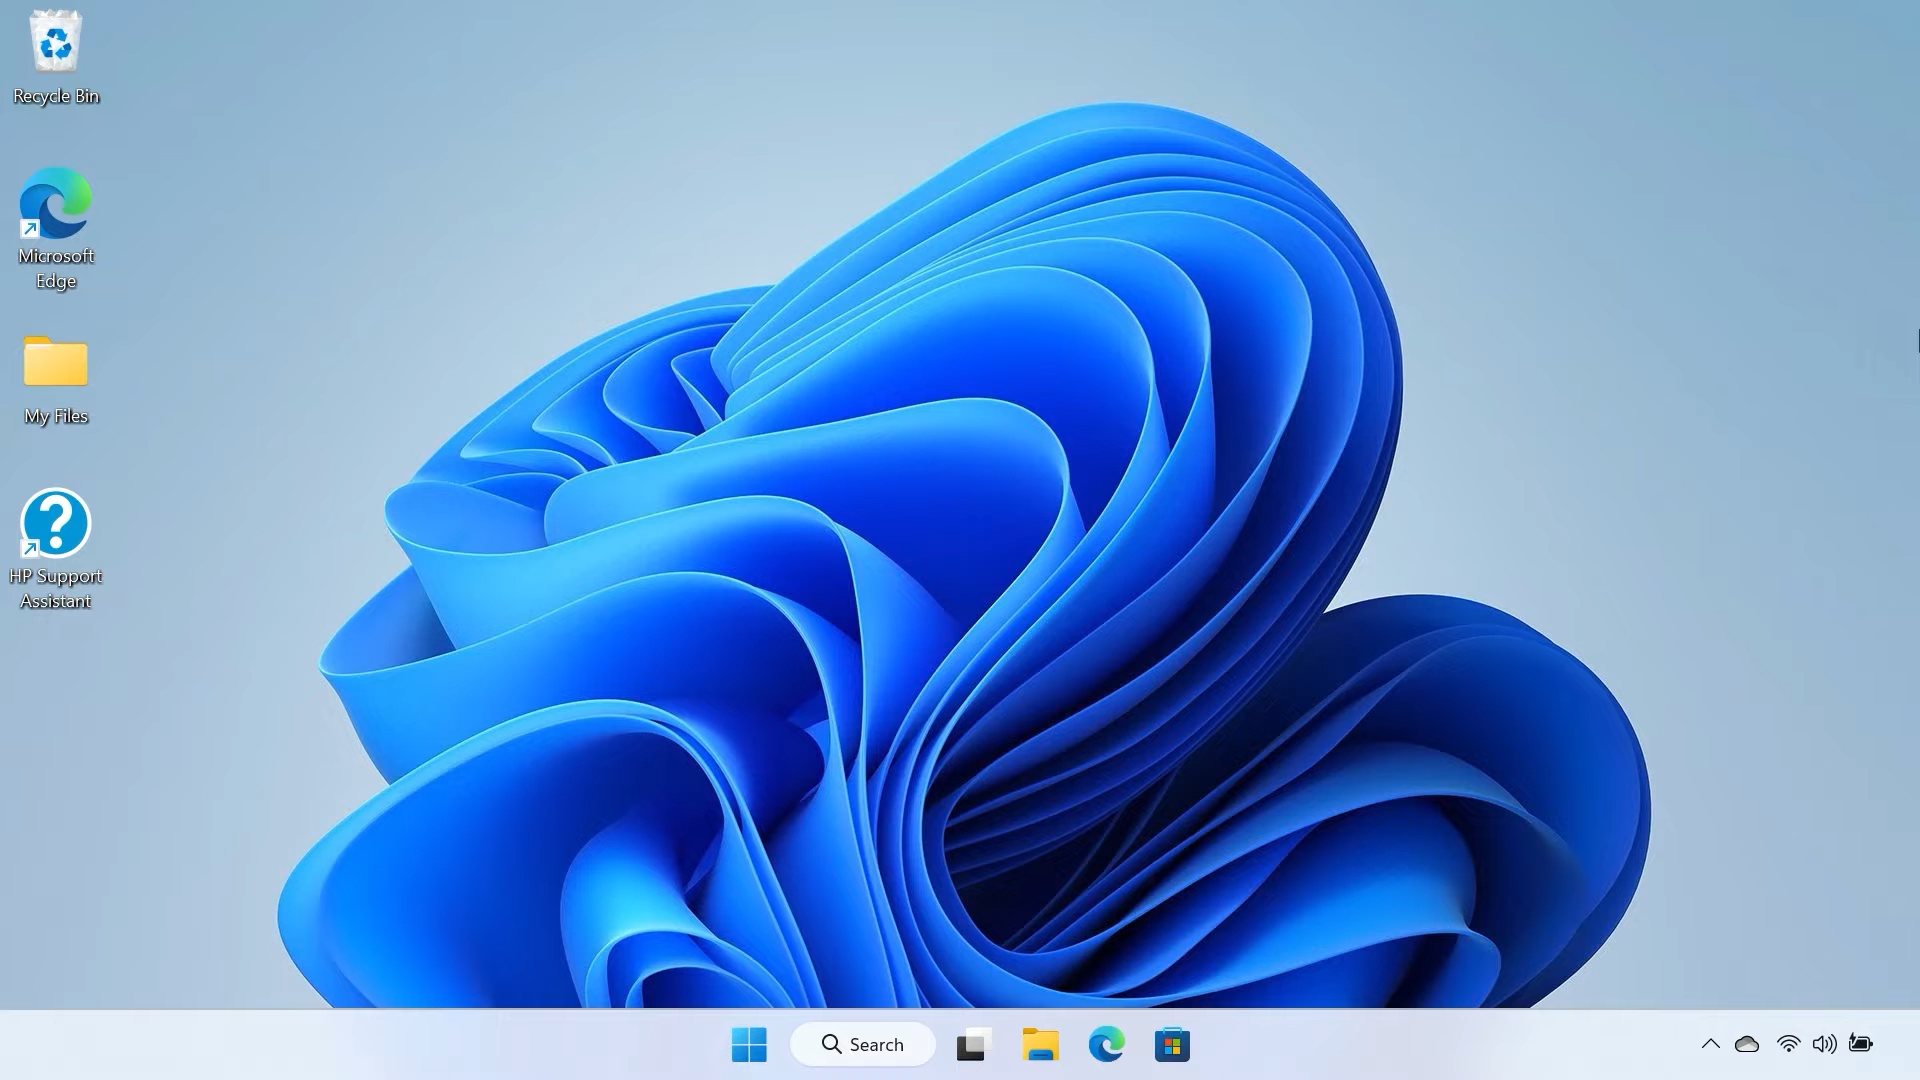 Recycle Bin
Microsoft
Edge
My Files
HP Support
Assistant
Search